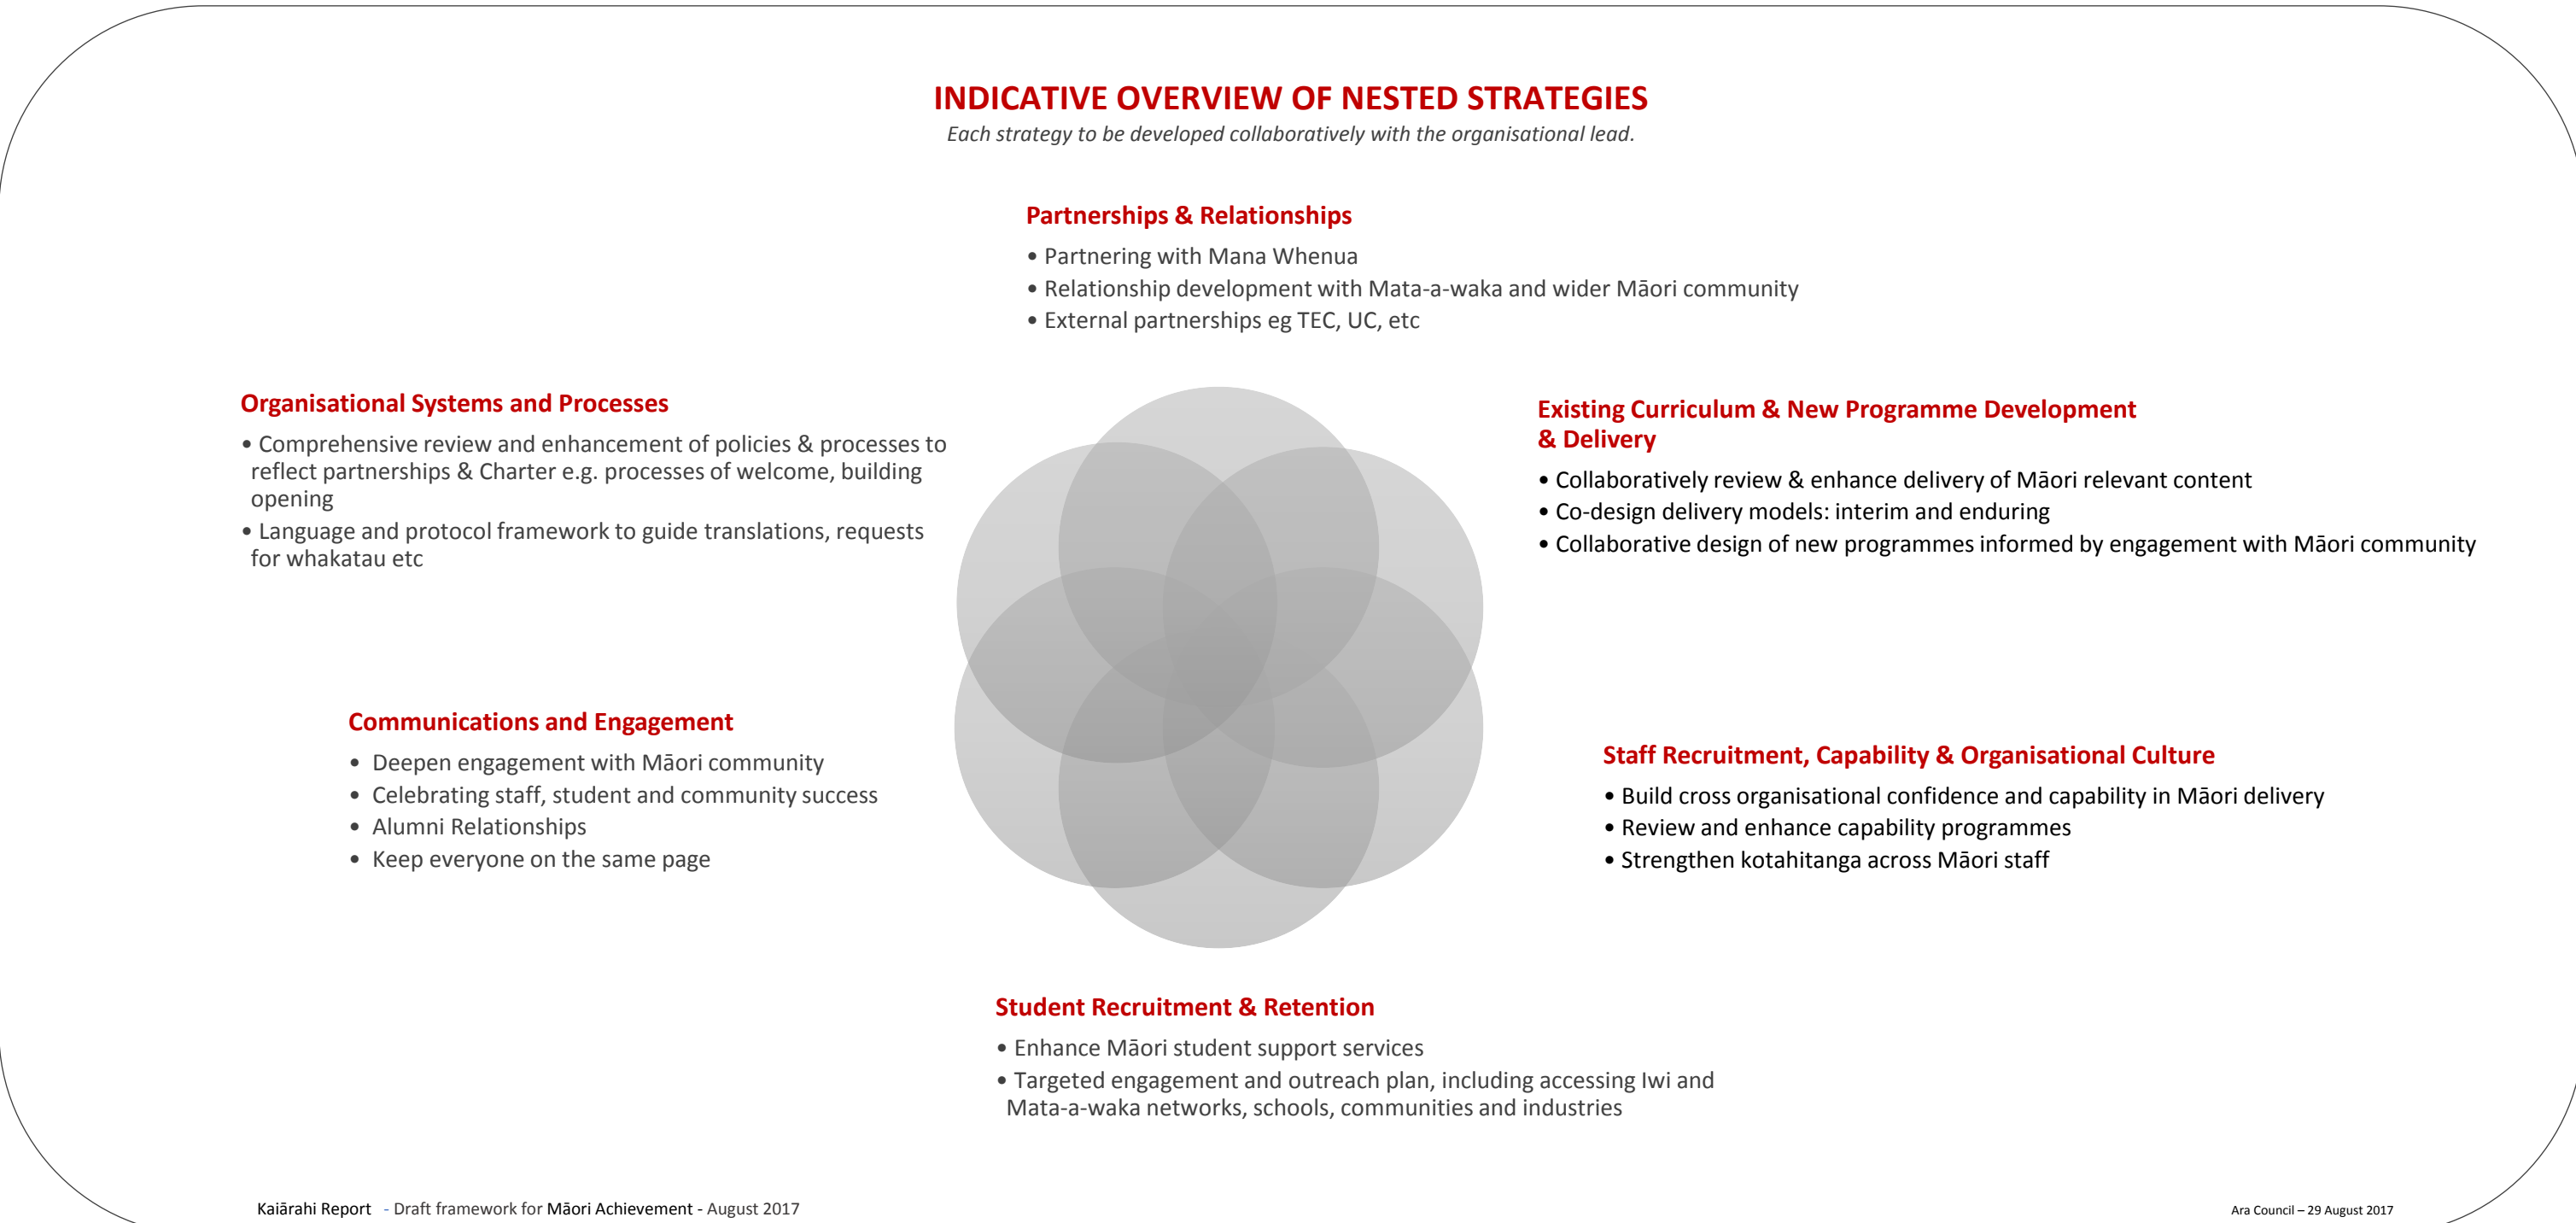 INDICATIVE OVERVIEW OF NESTED STRATEGIES
Each strategy to be developed collaboratively with the organisational lead.
Partnerships & Relationships
• Partnering with Mana Whenua
• Relationship development with Mata-a-waka and wider Māori community
• External partnerships eg TEC, UC, etc
Organisational Systems and Processes
• Comprehensive review and enhancement of policies & processes to
reflect partnerships & Charter e.g. processes of welcome, building
opening
• Language and protocol framework to guide translations, requests
for whakatau etc
Existing Curriculum & New Programme Development
& Delivery
• Collaboratively review & enhance delivery of Māori relevant content
• Co-design delivery models: interim and enduring
• Collaborative design of new programmes informed by engagement with Māori community
Communications and Engagement
• Deepen engagement with Māori community
• Celebrating staff, student and community success
• Alumni Relationships
• Keep everyone on the same page
Staff Recruitment, Capability & Organisational Culture
• Build cross organisational confidence and capability in Māori delivery
• Review and enhance capability programmes
• Strengthen kotahitanga across Māori staff
Student Recruitment & Retention
• Enhance Māori student support services
• Targeted engagement and outreach plan, including accessing Iwi and
Mata-a-waka networks, schools, communities and industries
Kaiārahi Report - Draft framework for Māori Achievement - August 2017
Ara Council – 29 August 2017